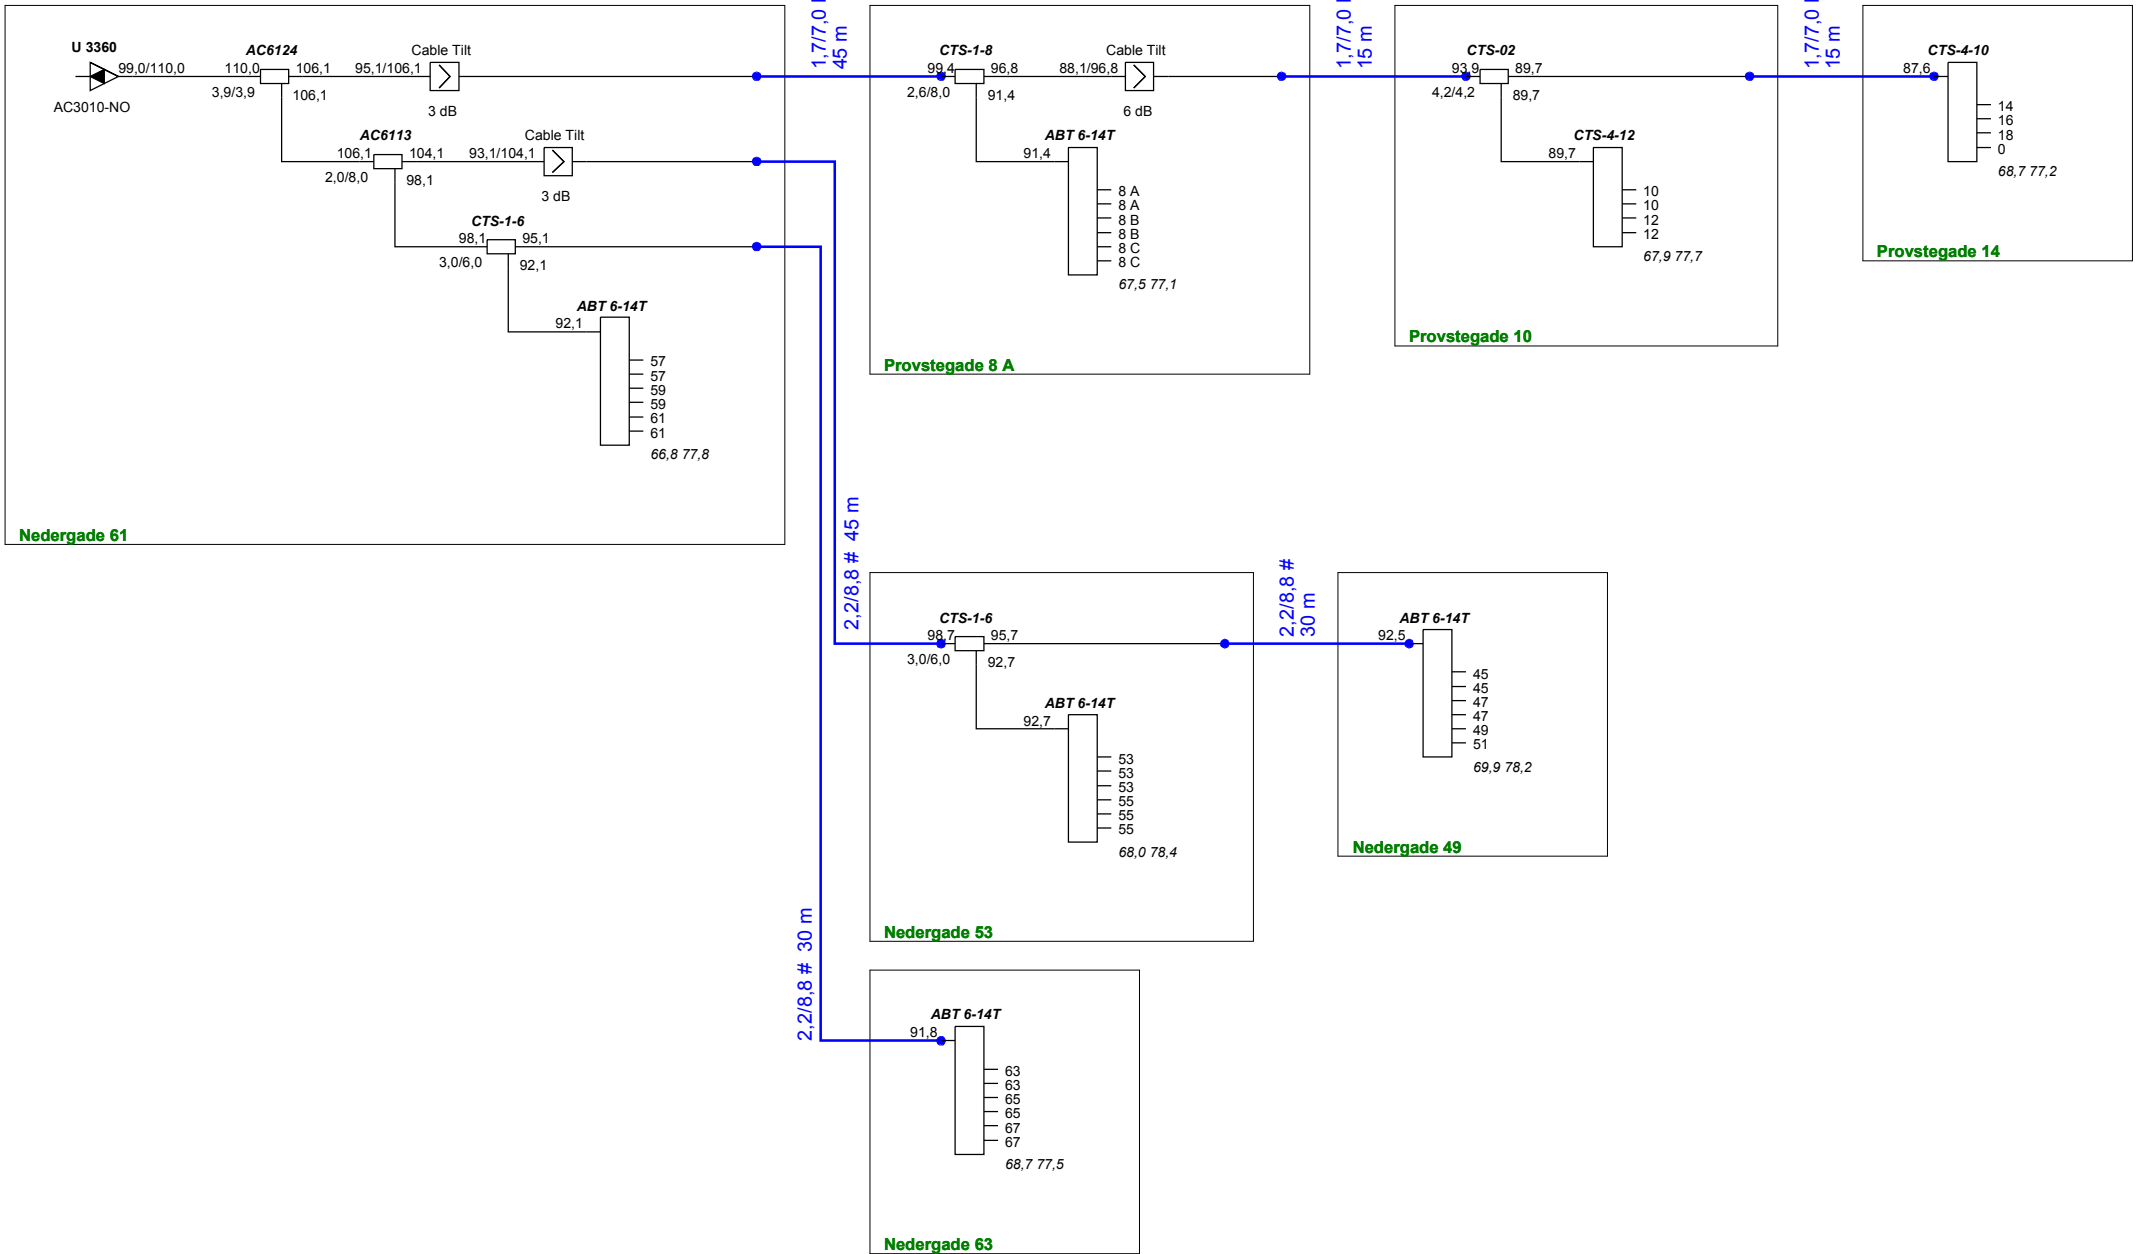 U 3360
99,0/110,0
AC3010-NO
AC6124
110,0
106,1
3,9/3,9
106,1
95,1/106,1
Cable Tilt
3 dB
AC6113
106,1
104,1
2,0/8,0
98,1
93,1/104,1
Cable Tilt
3 dB
CTS-1-6
98,1
95,1
3,0/6,0
92,1
ABT 6-14T
92,1
57
57
59
59
61
61
66,8 77,8
Nedergade 61
1,7/7,0
45 m
CTS-1-8
99,4
96,8
2,6/8,0
91,4
88,1/96,8
Cable Tilt
6 dB
ABT 6-14T
91,4
8 A
8 A
8 B
8 B
8 C
8 C
67,5 77,1
Provstegade 8 A
1,7/7,0
15 m
CTS-02
93,9
89,7
4,2/4,2
89,7
CTS-4-12
89,7
10
10
12
12
67,9 77,7
Provstegade 10
1,7/7,0
15 m
CTS-4-10
87,6
14
16
18
0
68,7 77,2
Provstegade 14
2,2/8,8 # 45 m
CTS-1-6
98,7
95,7
3,0/6,0
92,7
ABT 6-14T
92,7
53
53
53
55
55
55
68,0 78,4
Nedergade 53
2,2/8,8 #
30 m
ABT 6-14T
92,5
45
45
47
47
49
51
69,9 78,2
Nedergade 49
2,2/8,8 # 30 m
ABT 6-14T
91,8
63
63
65
65
67
67
68,7 77,5
Nedergade 63